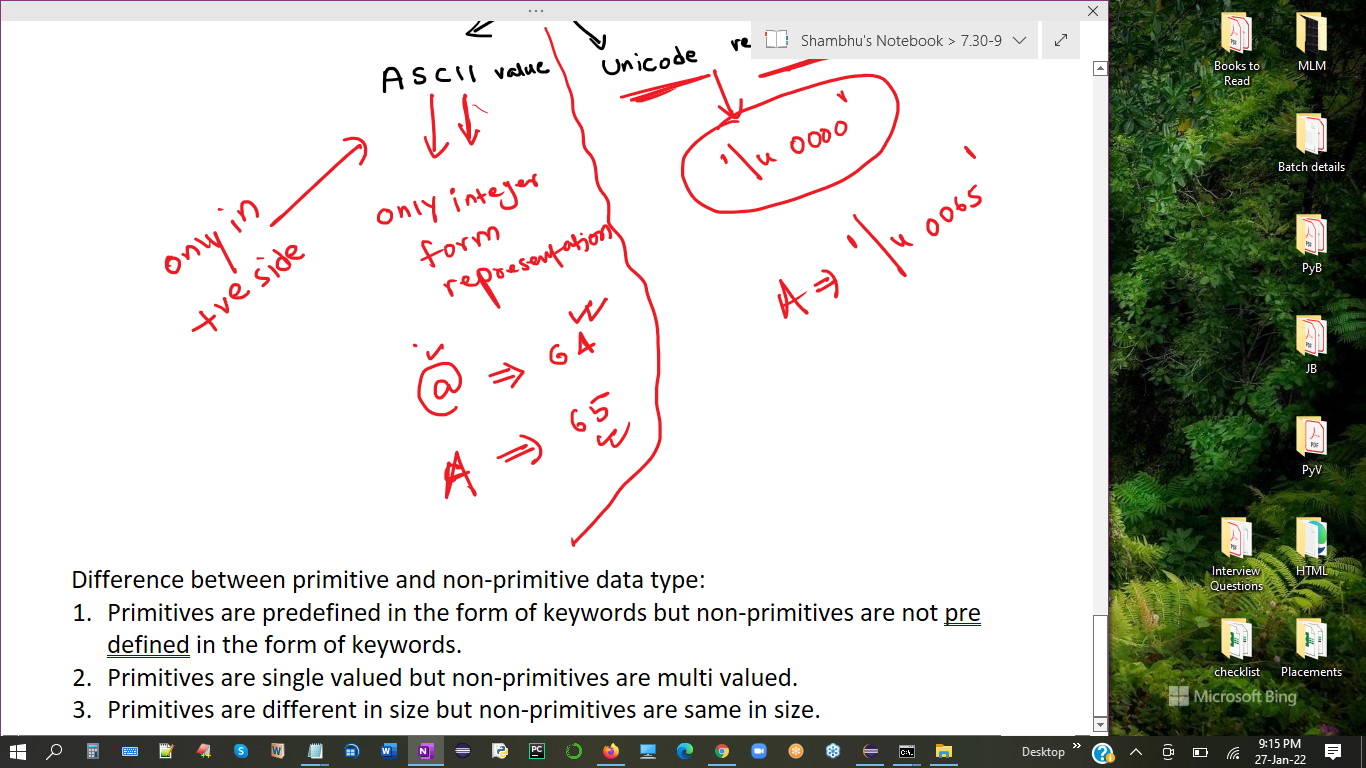 Shambhu's Notebook > 7.30-9
re
ASCII value
Unicode
'\u 0000'
only integer
form
representation
only in
+ve side
A ⇒ '\u 0065'
@ ⇒ 64
A ⇒ 65
Difference between primitive and non-primitive data type:
1. Primitives are predefined in the form of keywords but non-primitives are not pre
defined in the form of keywords.
2. Primitives are single valued but non-primitives are multi valued.
3. Primitives are different in size but non-primitives are same in size.
Books to
Read
MLM
Batch details
PyB
JB
PyV
Interview
Questions
HTML
checklist
Placements
Microsoft Bing
Desktop
9:15 PM
27-Jan-22